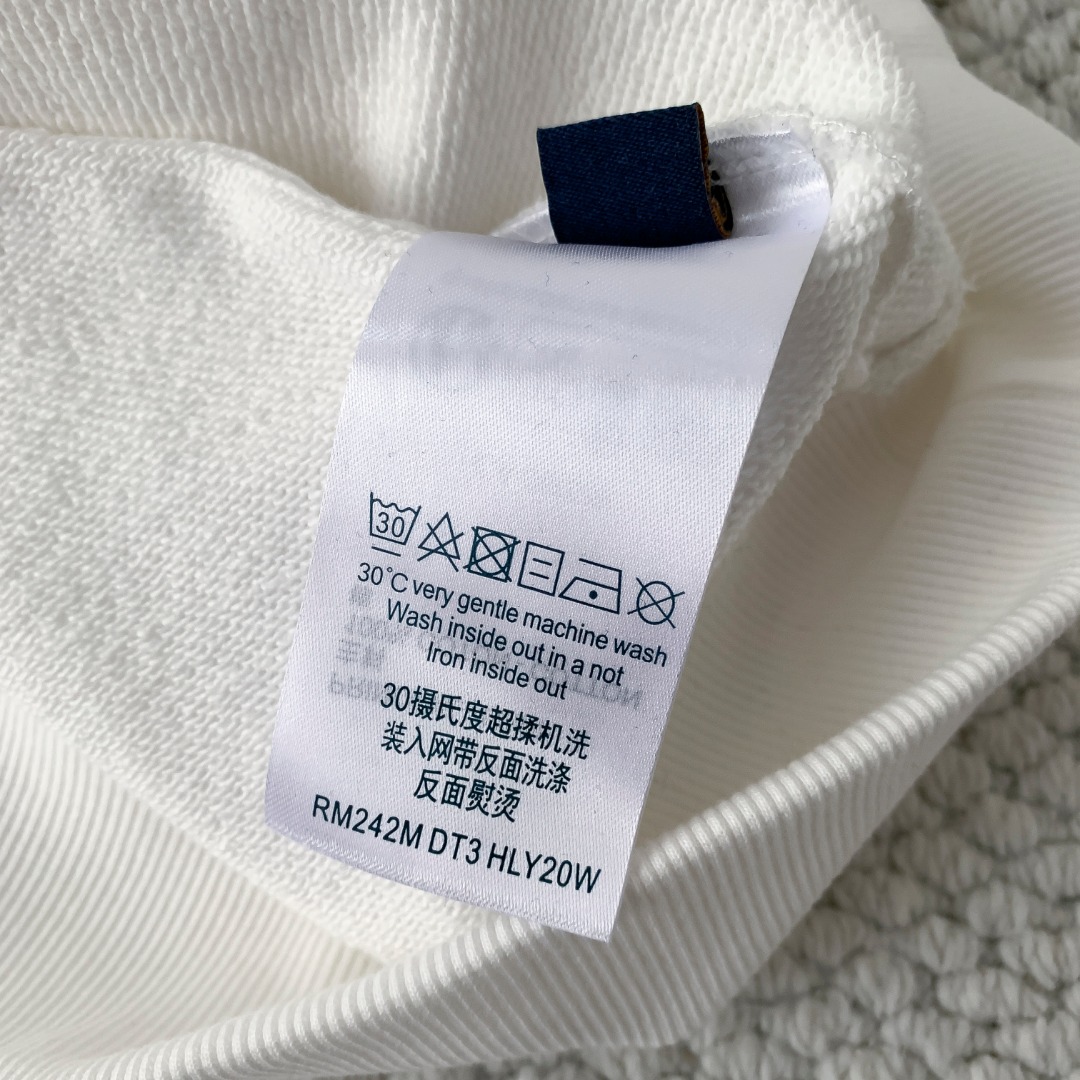 30
30°C very gentle machine wash
Wash inside out in a not
Iron inside out
30摄氏度超揉机洗
装入网带反面洗涤
反面熨烫
RM242M DT3 HLY20W